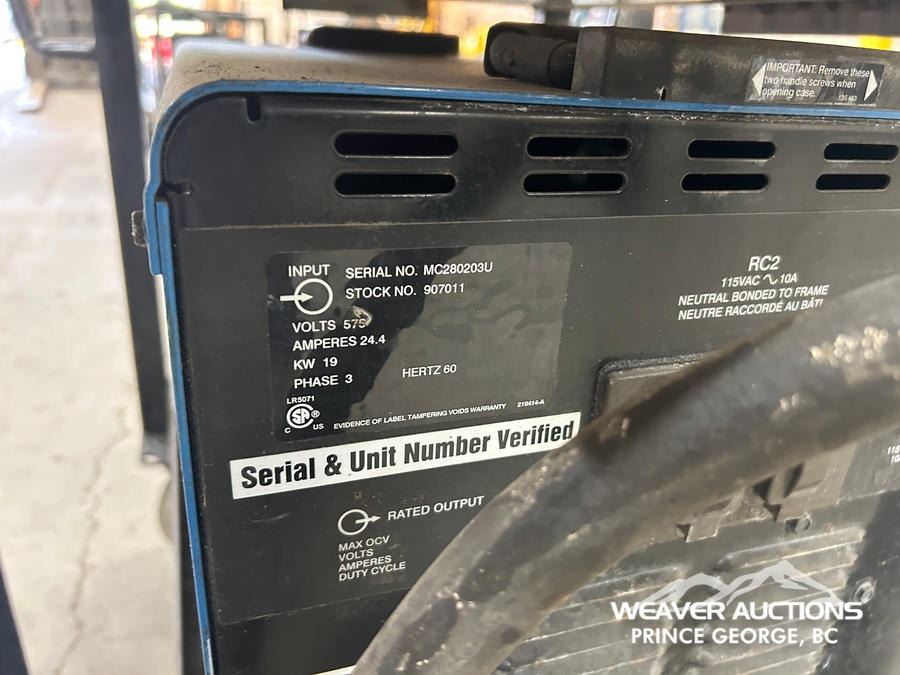 IMPORTANT: Remove these
two handle screws when
opening case.
135 483
INPUT
SERIAL NO. MC280203U
STOCK NO. 907011
VOLTS 575
AMPERES 24.4
KW 19
PHASE 3
HERTZ 60
LR5071
CSA ®
C US
EVIDENCE OF LABEL TAMPERING VOIDS WARRANTY 219414-A
RC2
115VAC ∿ 10A
NEUTRAL BONDED TO FRAME
NEUTRE RACCORDÉ AU BÂTI
Serial & Unit Number Verified
RATED OUTPUT
MAX OCV
VOLTS
AMPERES
DUTY CYCLE
WEAVER AUCTIONS
PRINCE GEORGE, BC